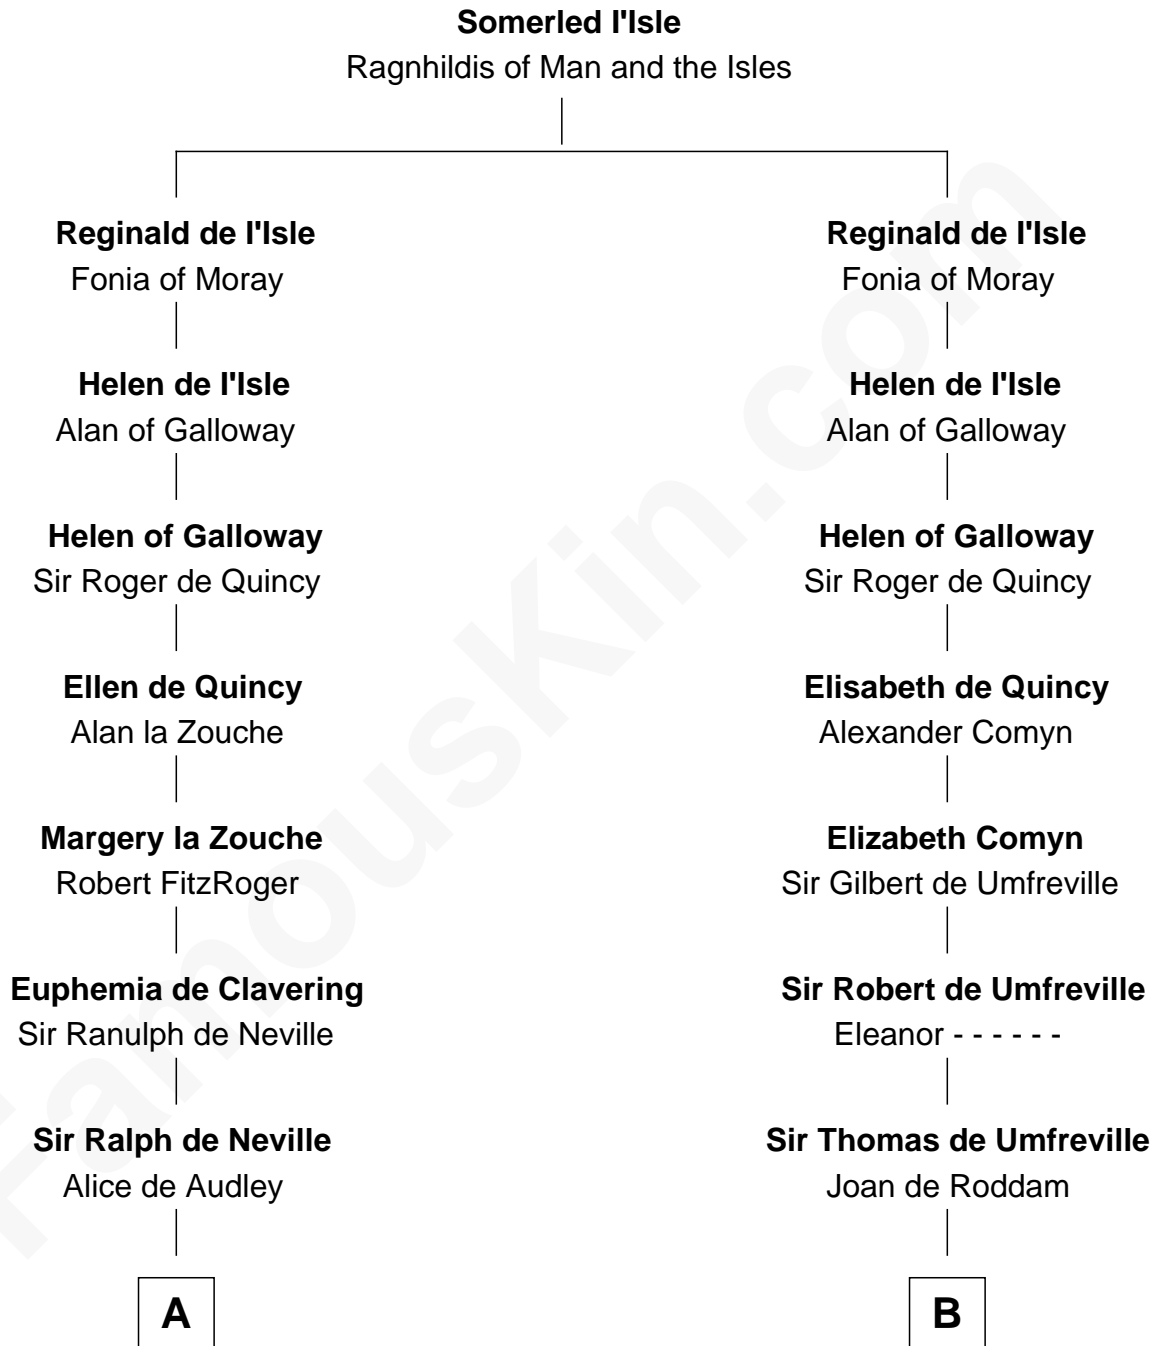 Somerled I'Isle
Ragnhildis of Man and the Isles
Reginald de I'Isle
Fonia of Moray
Helen de I'Isle
Alan of Galloway
Helen of Galloway
Sir Roger de Quincy
Ellen de Quincy
Alan la Zouche
Margery la Zouche
Robert FitzRoger
Euphemia de Clavering
Sir Ranulph de Neville
Sir Ralph de Neville
Alice de Audley
A
Reginald de I'Isle
Fonia of Moray
Helen de I'Isle
Alan of Galloway
Helen of Galloway
Sir Roger de Quincy
Elisabeth de Quincy
Alexander Comyn
Elizabeth Comyn
Sir Gilbert de Umfreville
Sir Robert de Umfreville
Eleanor - - - - - -
Sir Thomas de Umfreville
Joan de Roddam
B
FamousKin.com